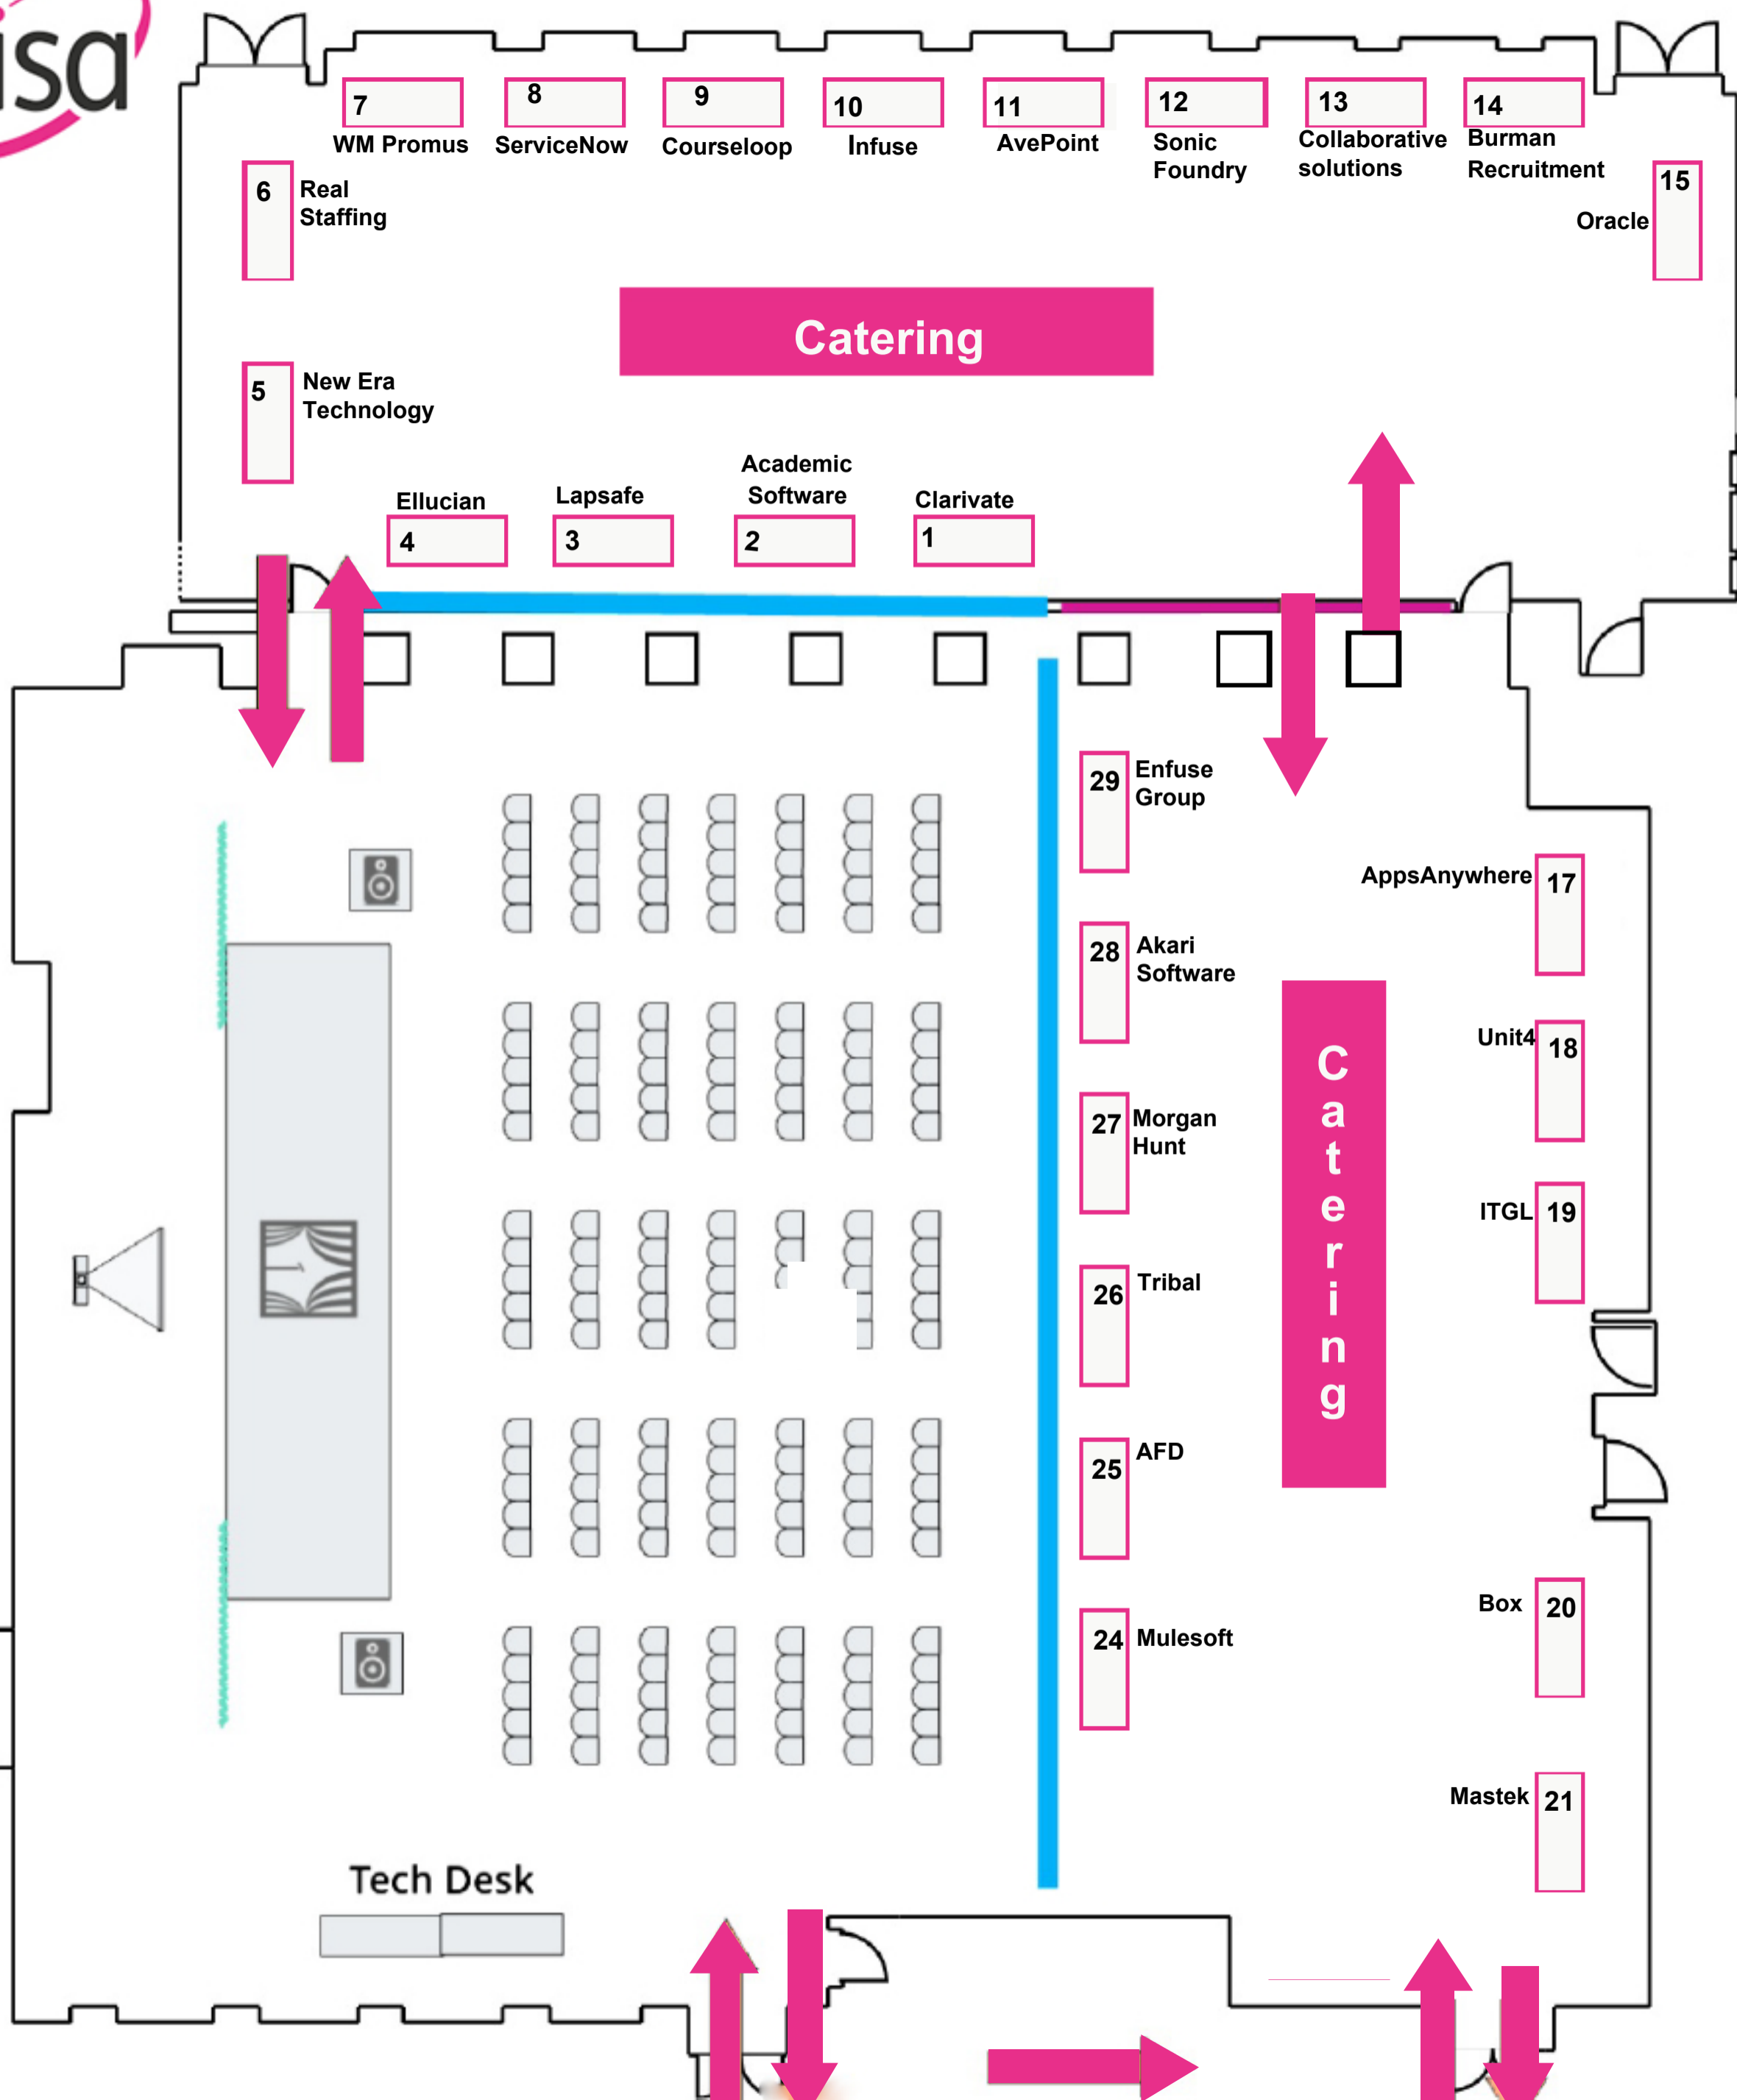 isa
7
8
9
10
11
12
13
14
WM Promus
ServiceNow
Courseloop
Infuse
AvePoint
Sonic
Foundry
Collaborative
solutions
Burman
Recruitment
6
Real
Staffing
15
Oracle
Catering
5
New Era
Technology
Ellucian
Lapsafe
Academic
Software
Clarivate
4
3
2
1
29
Enfuse
Group
AppsAnywhere
17
28
Akari
Software
Unit4
18
27
Morgan
Hunt
Catering
ITGL
19
26
Tribal
25
AFD
Box
20
24
Mulesoft
Mastek
21
Tech Desk